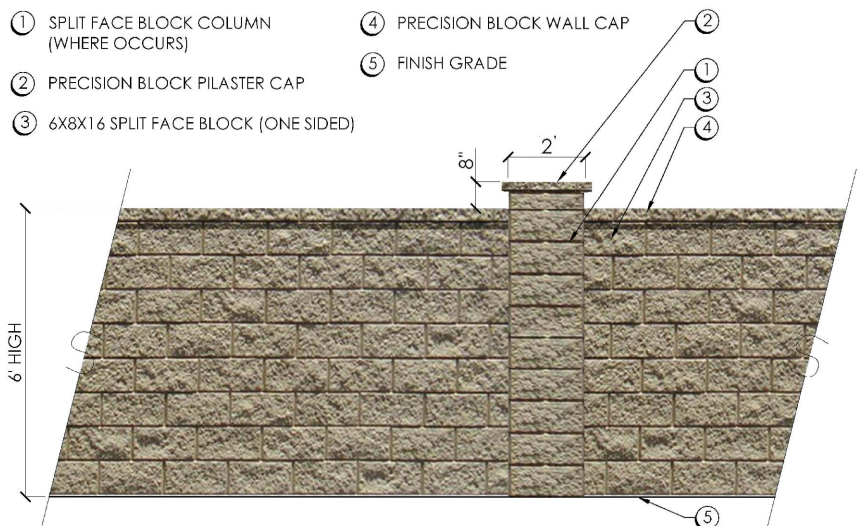 1 SPLIT FACE BLOCK COLUMN
(WHERE OCCURS)
2 PRECISION BLOCK PILASTER CAP
3 6X8X16 SPLIT FACE BLOCK (ONE SIDED)
4 PRECISION BLOCK WALL CAP
5 FINISH GRADE
2
1
3
4
8"
2'
6' HIGH
5